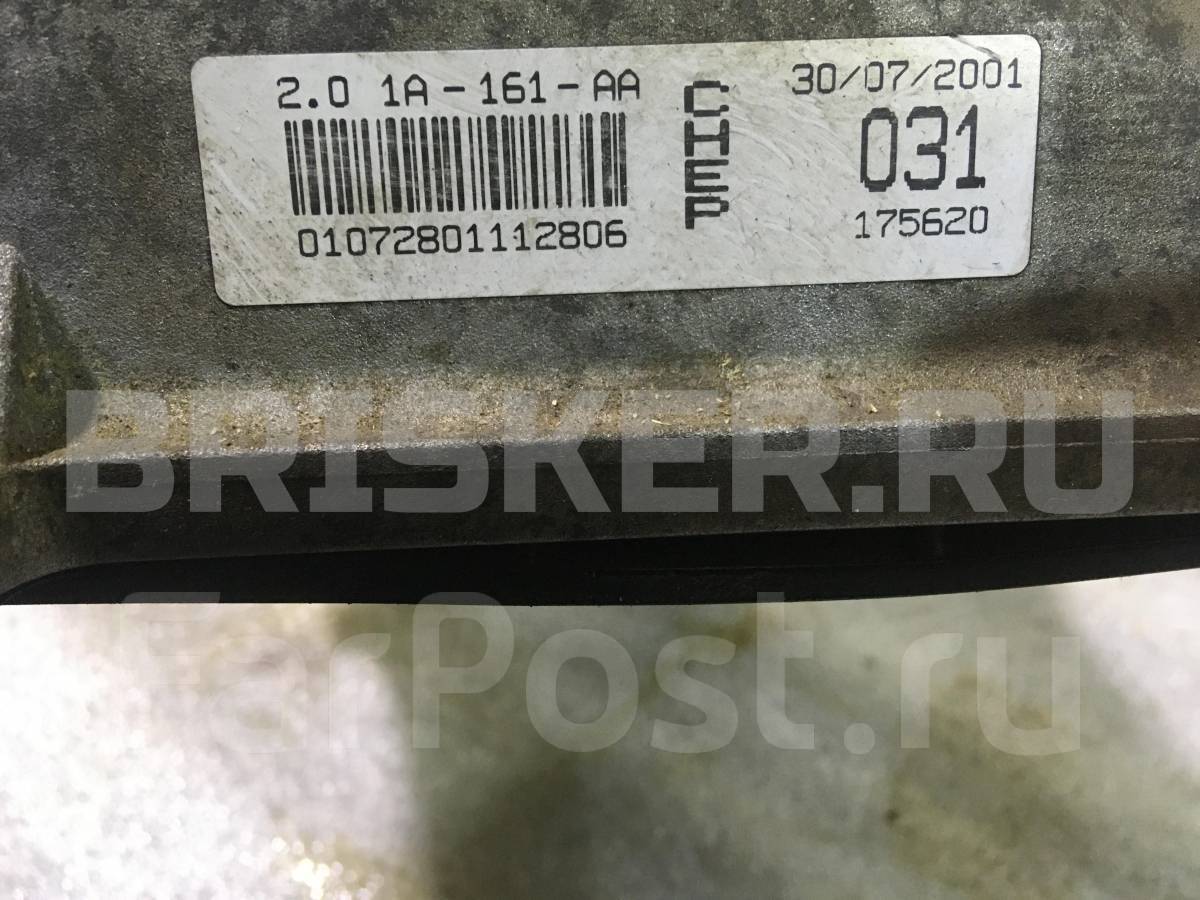 2.0 1A-161-AA
01072801112806
CHEP
30/07/2001
031
175620
BRISKER.RU
FarPost.ru